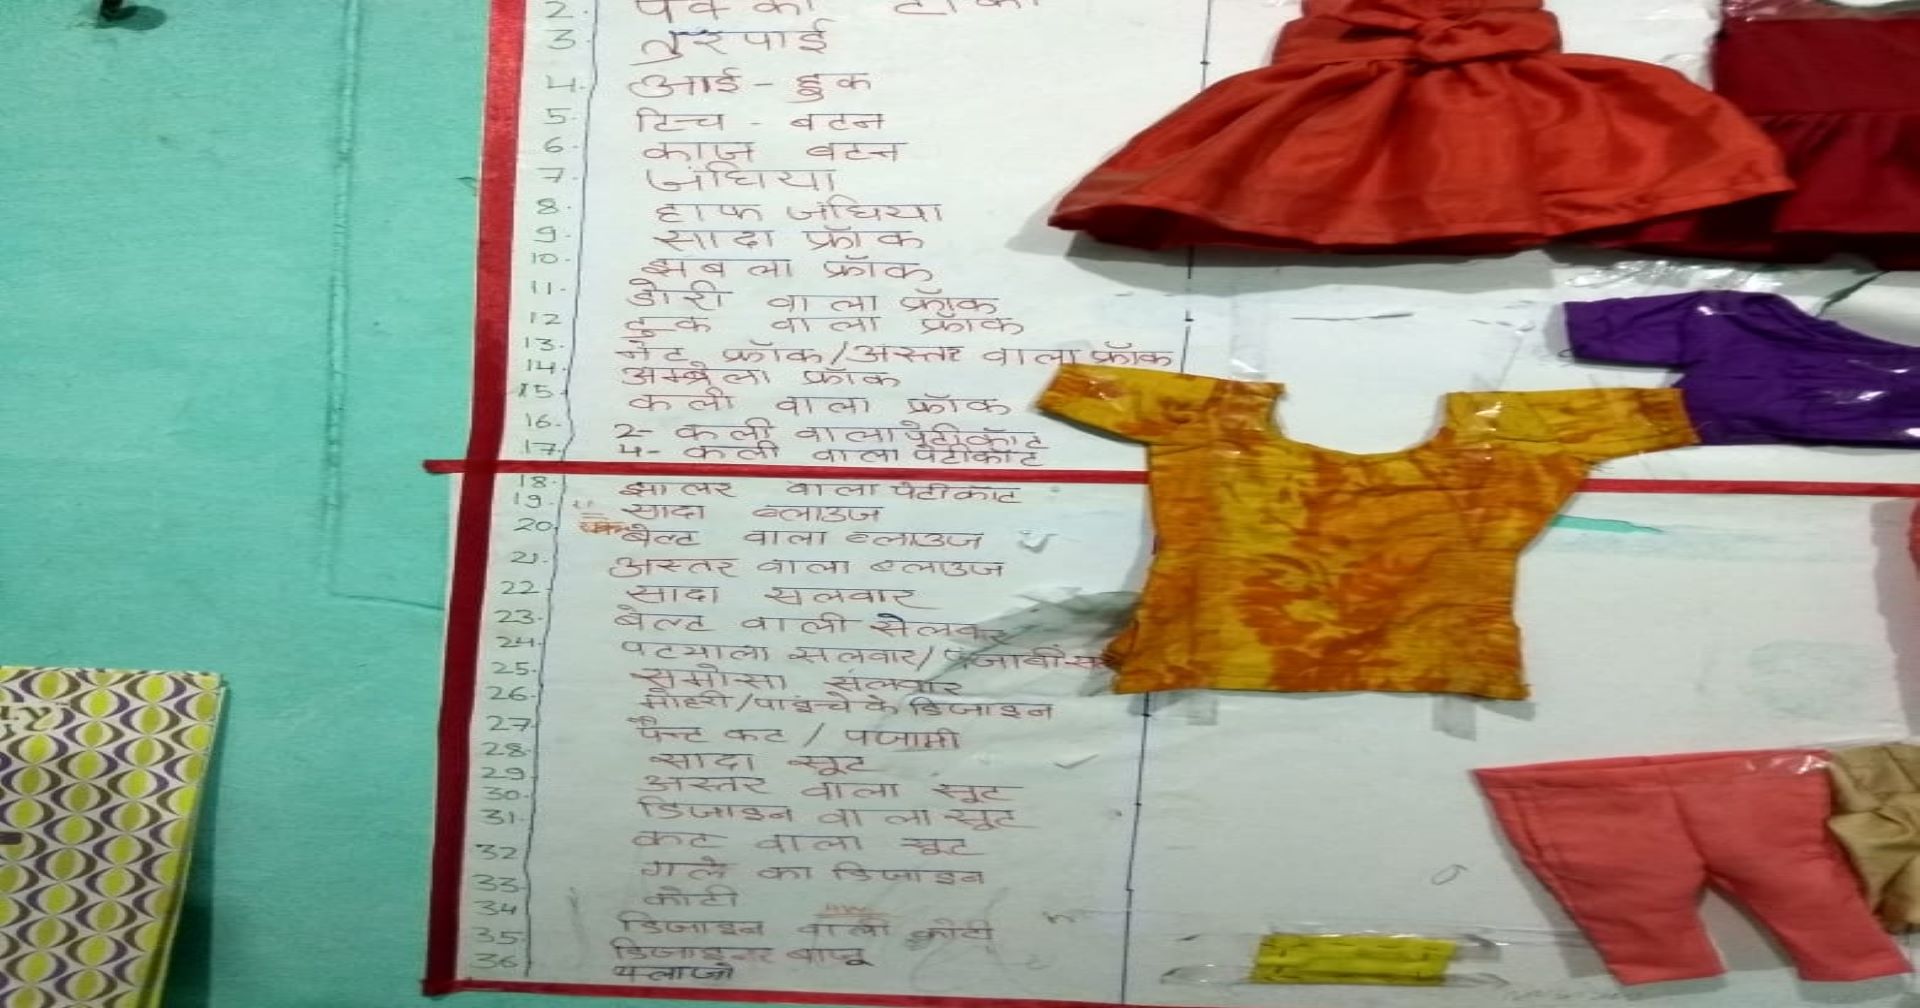 2. पक्का टाका
3. तुरपाई
4. आई - हुक
5. टिच - बटन
6. काज बटन
7. जंघिया
8. हाफ जंघिया
9. सादा फ्रॉक
10. झबला फ्रॉक
11. डोरी वाला फ्रॉक
12 टुक वाला फ्रॉक
13. नेट फ्रॉक/अस्तर वाला फ्रॉक
14. अम्ब्रेला फ्रॉक
15. कली वाला फ्रॉक
16. 2- कली वाला पेटीकॉट
17. 4- कली वाला पेटीकॉट
18. झालर वाला पेटीकॉट
19. सादा ब्लाउज
20. बेल्ट वाला ब्लाउज
21. अस्तर वाला ब्लाउज
22. सादा सलवार
23. बेल्ट वाली सेलवार
24. पटयाला सलवार/पंजाबी
25. समोसा सलवार
26. मोहरी/पाइन्चे के डिजाइन
27. पैन्ट कट / पजामी
28. सादा सूट
29. अस्तर वाला सूट
30. डिजाइन वाला सूट
31. कट वाला सूट
32 गले का डिजाइन
33. कोटी
34 डिजाइन वाली कोटी
35. डिजाइनर बाजू
36 प्लाजो